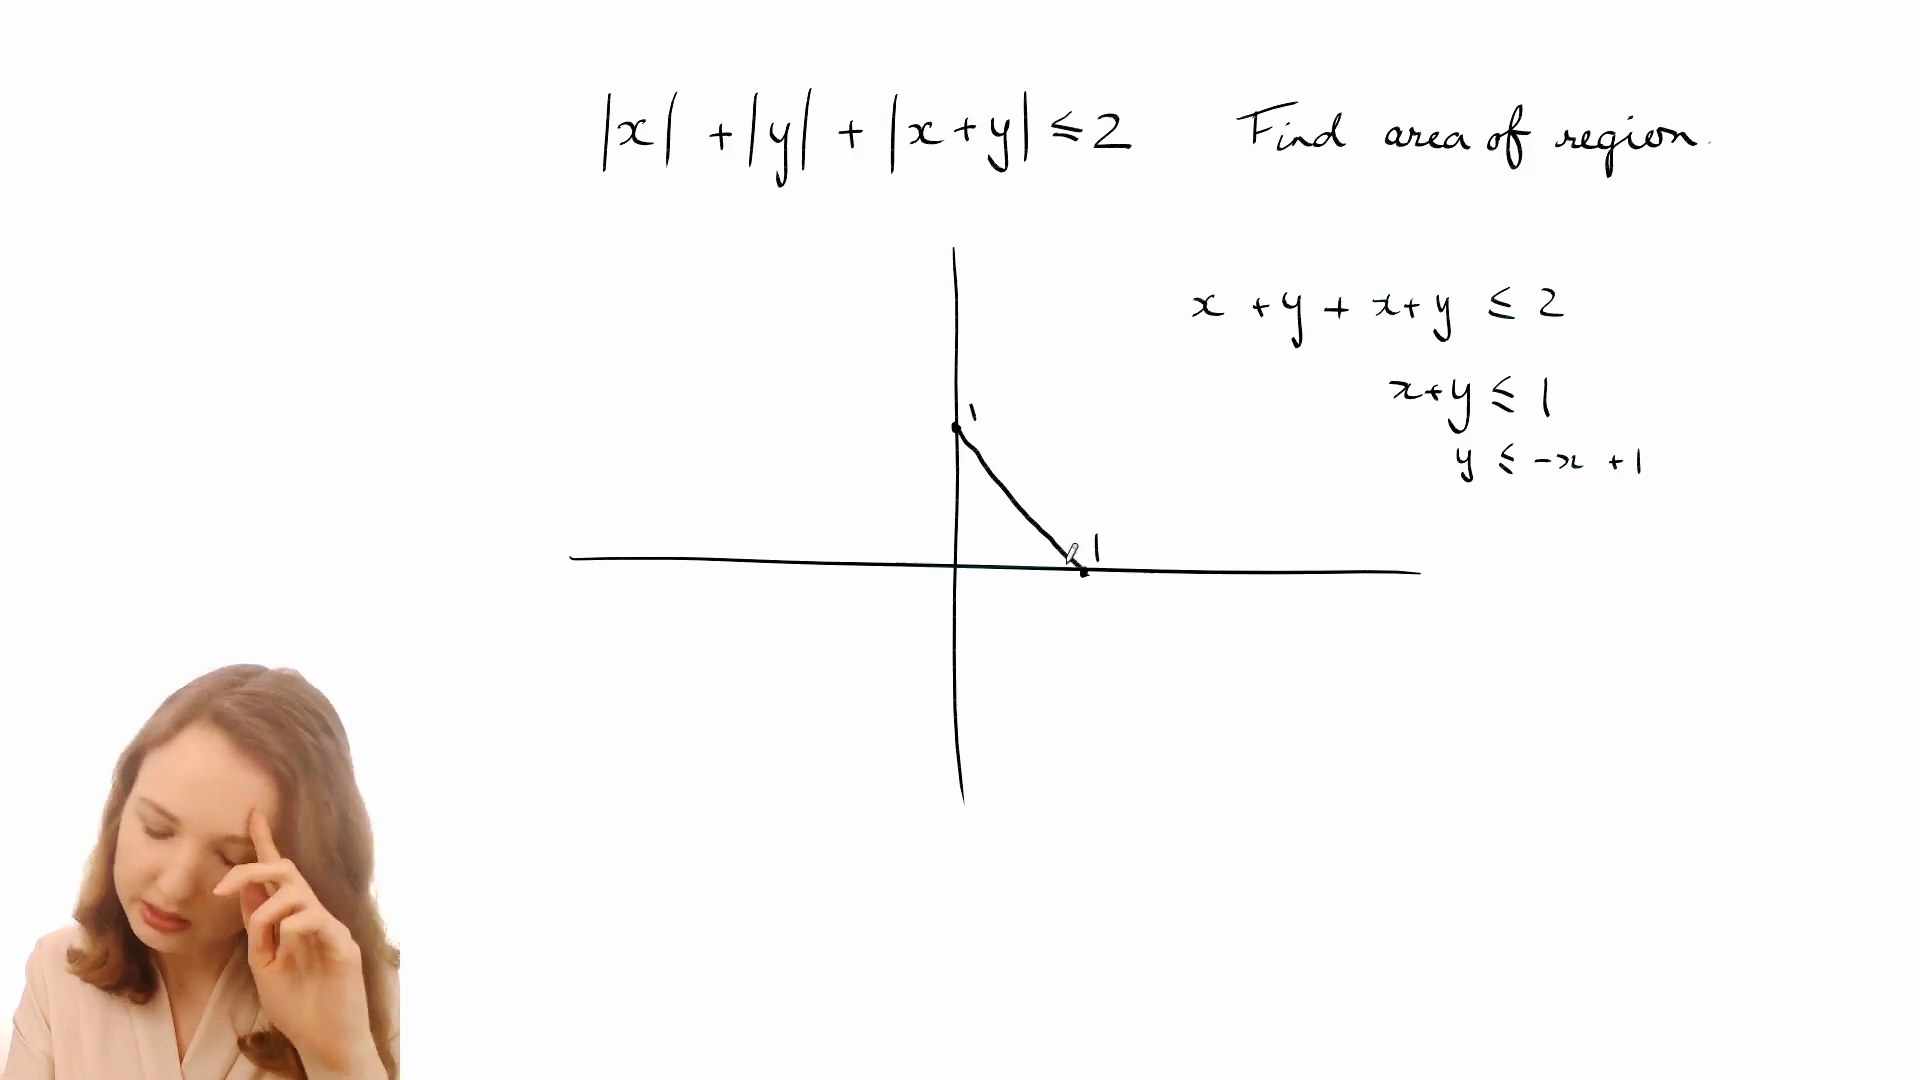 |x| + |y| + |x+y| ≤ 2 Find area of region.
x + y + x+y ≤ 2
x+y ≤ 1
y ≤ -x + 1
1
1